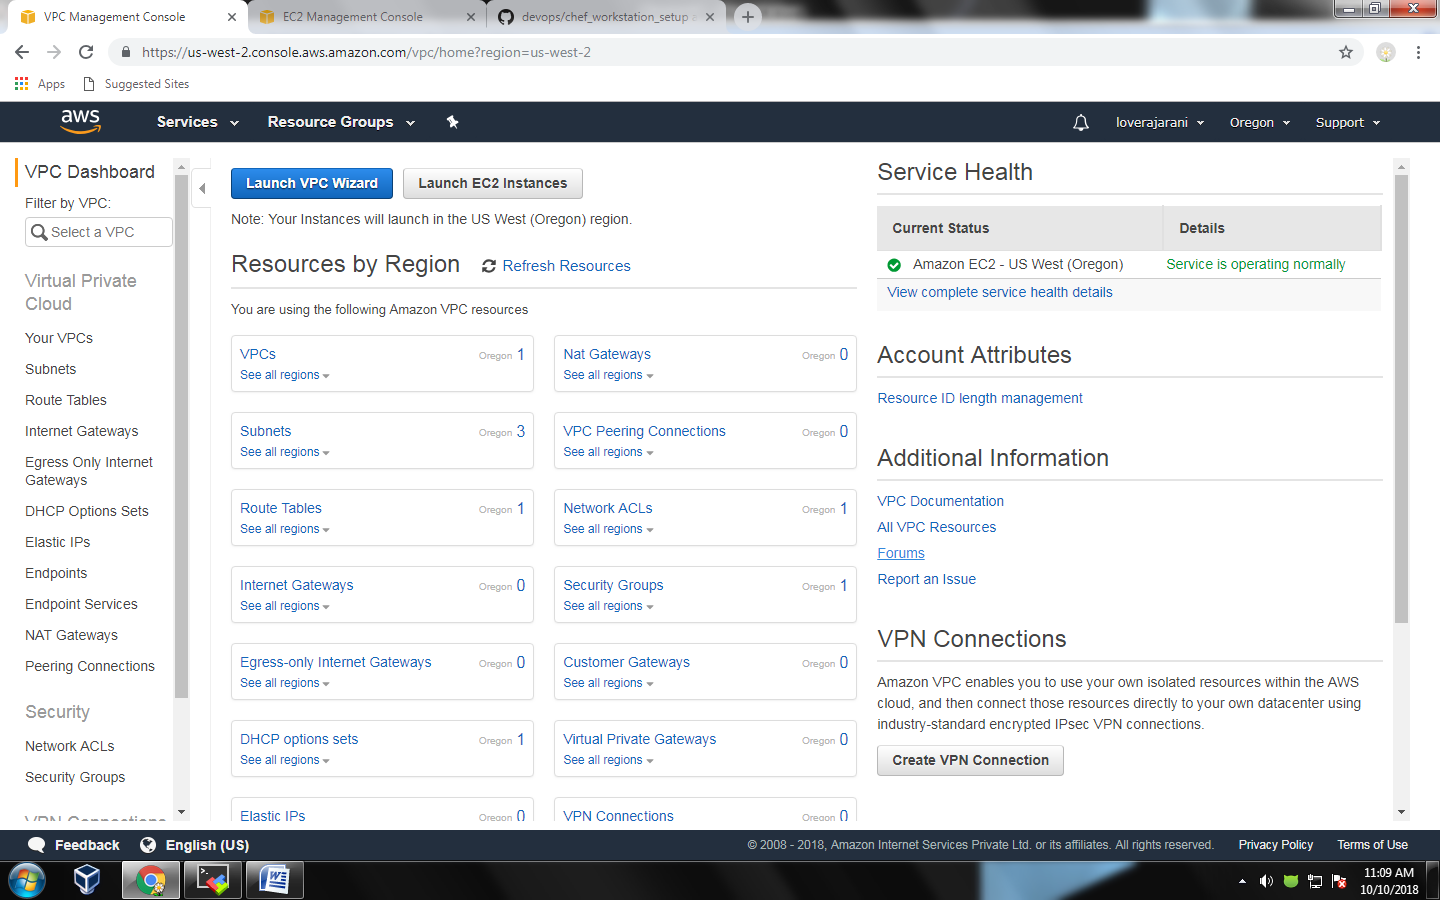 VPC Management Console
EC2 Management Console
devops/chef_workstation_setup
https://us-west-2.console.aws.amazon.com/vpc/home?region=us-west-2
Apps
Suggested Sites
aws
Services
Resource Groups
loverajarani
Oregon
Support
VPC Dashboard
Filter by VPC:
Select a VPC
Virtual Private
Cloud
Your VPCs
Subnets
Route Tables
Internet Gateways
Egress Only Internet
Gateways
DHCP Options Sets
Elastic IPs
Endpoints
Endpoint Services
NAT Gateways
Peering Connections
Security
Network ACLs
Security Groups
VPN Connections
Launch VPC Wizard
Launch EC2 Instances
Note: Your Instances will launch in the US West (Oregon) region.
Resources by Region
Refresh Resources
You are using the following Amazon VPC resources
VPCs Oregon 1
See all regions
Nat Gateways Oregon 0
See all regions
Subnets Oregon 3
See all regions
VPC Peering Connections Oregon 0
See all regions
Route Tables Oregon 1
See all regions
Network ACLs Oregon 1
See all regions
Internet Gateways Oregon 0
See all regions
Security Groups Oregon 1
See all regions
Egress-only Internet Gateways Oregon 0
See all regions
Customer Gateways Oregon 0
See all regions
DHCP options sets Oregon 1
See all regions
Virtual Private Gateways Oregon 0
See all regions
Elastic IPs Oregon 0
VPN Connections Oregon 0
Service Health
Current Status Details
Amazon EC2 - US West (Oregon) Service is operating normally
View complete service health details
Account Attributes
Resource ID length management
Additional Information
VPC Documentation
All VPC Resources
Forums
Report an Issue
VPN Connections
Amazon VPC enables you to use your own isolated resources within the AWS
cloud, and then connect those resources directly to your own datacenter using
industry-standard encrypted IPsec VPN connections.
Create VPN Connection
Feedback
English (US)
© 2008 - 2018, Amazon Internet Services Private Ltd. or its affiliates. All rights reserved.
Privacy Policy
Terms of Use
11:09 AM
10/10/2018